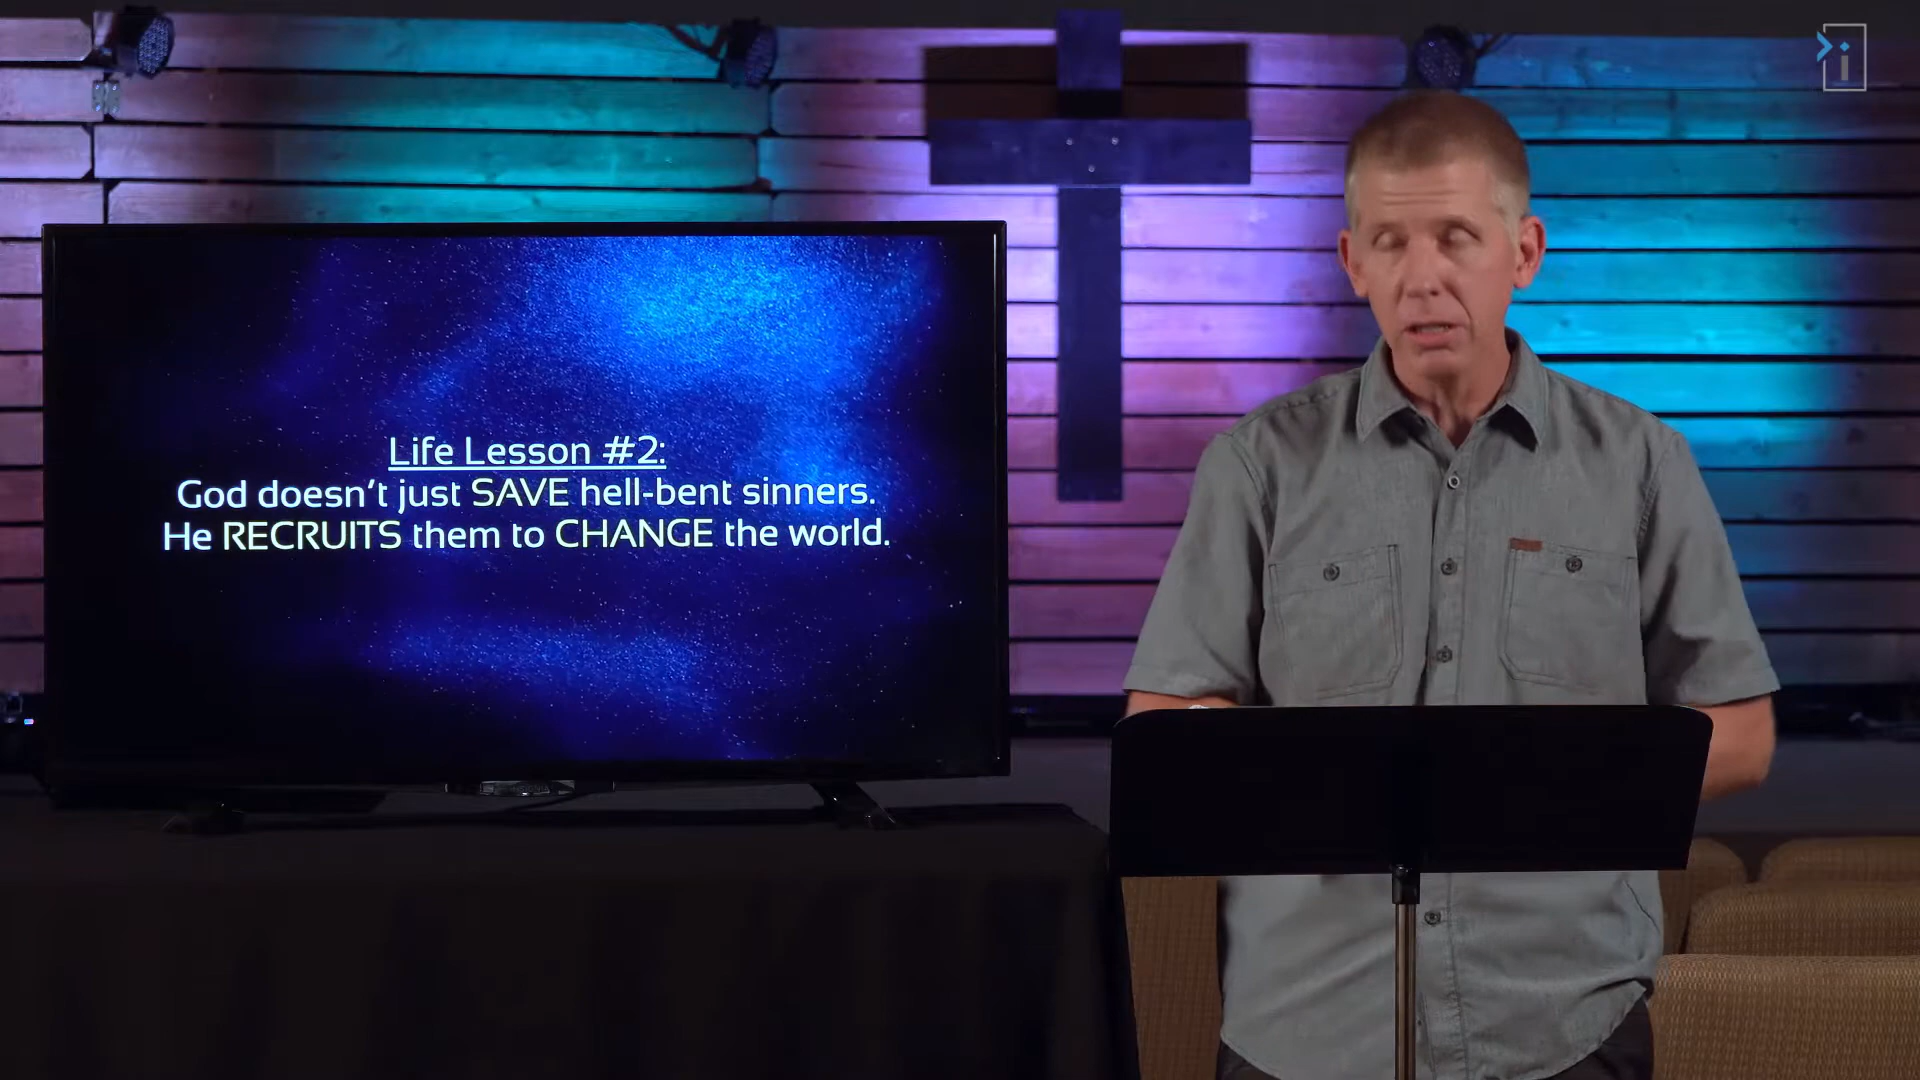 Life Lesson #2:
God doesn't just SAVE hell-bent sinners.
He RECRUITS them to CHANGE the world.